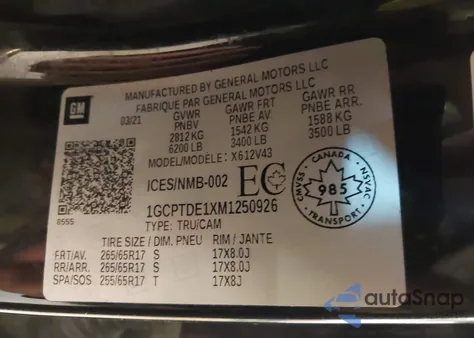 GM
MANUFACTURED BY GENERAL MOTORS LLC
FABRIQUE PAR GENERAL MOTORS LLC
03/21
GVWR GAWR FRT GAWR RR
PNBV PNBE AV PNBE ARR.
2812 KG 1542 KG 1588 KG
6200 LB 3400 LB 3500 LB
MODEL/MODÈLE: X612V43
ICES/NMB-002 EC
CANADA
CMVSS 985 NSVAC
TRANSPORT
8555
1GCPTDE1XM1250926
TYPE: TRU/CAM
TIRE SIZE / DIM. PNEU RIM / JANTE
FRT/AV. 265/65R17 S 17X8.0J
RR/ARR. 265/65R17 S 17X8.0J
SPA/SOS 255/65R17 T 17X8J
autoSnap